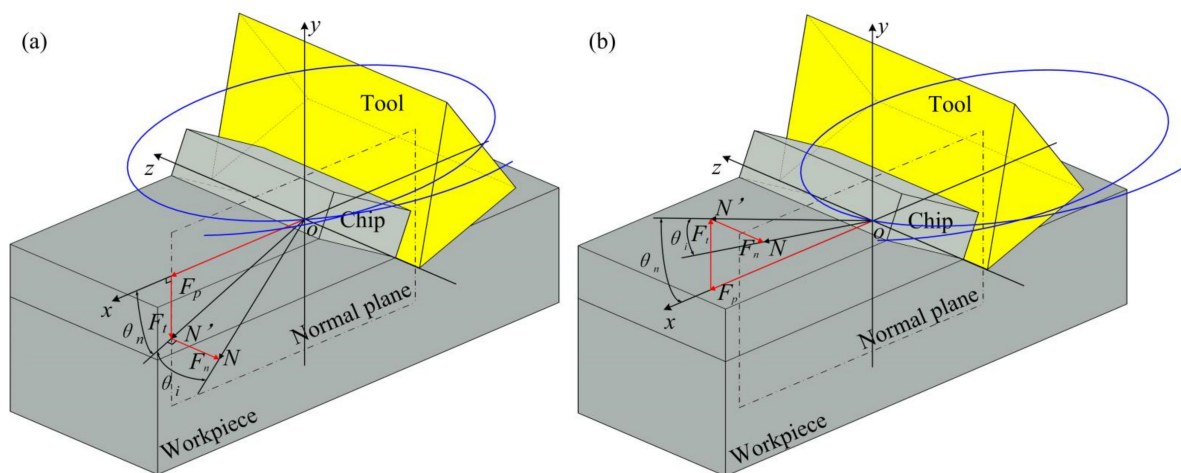 (a)
y
Tool
z
Chip
o
F_p
x
θ_n
F_t
N'
F_n
N
θ_i
Normal plane
Workpiece
(b)
y
Tool
z
N'
Chip
o
θ_i
F_t
F_n
N
θ_n
F_p
x
Normal plane
Workpiece